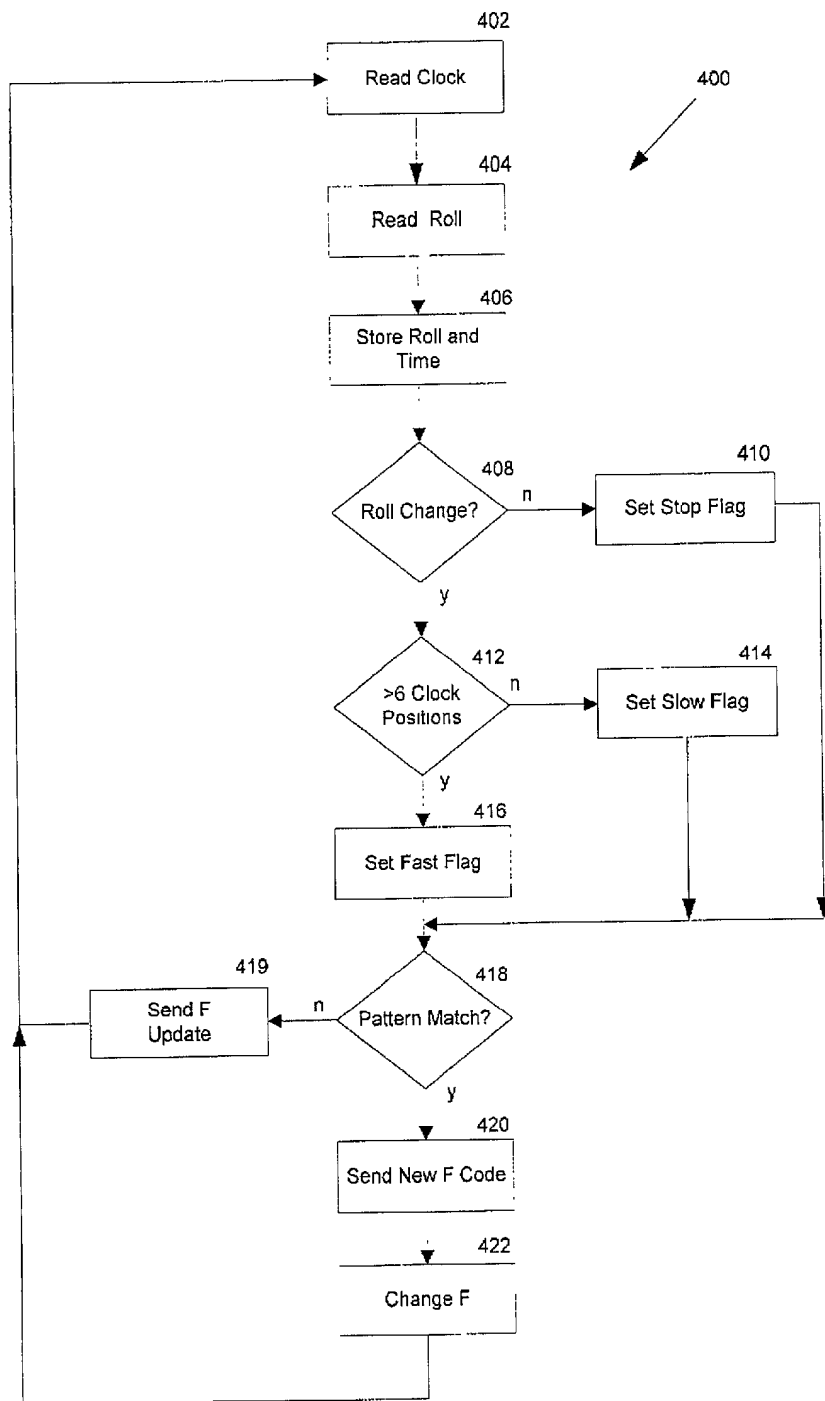 402
Read Clock
400
404
Read Roll
406
Store Roll and
Time
408
Roll Change?
n
410
Set Stop Flag
y
412
>6 Clock
Positions
n
414
Set Slow Flag
y
416
Set Fast Flag
418
Pattern Match?
n
419
Send F
Update
y
420
Send New F Code
422
Change F